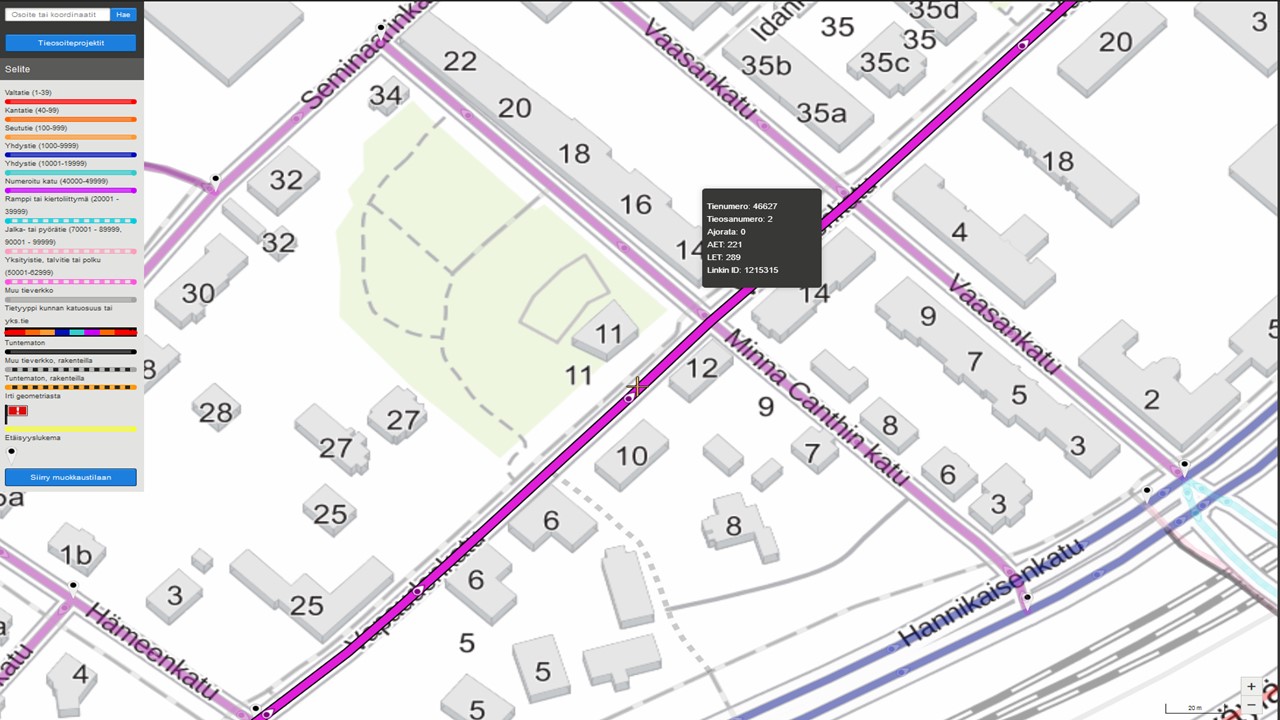 Osoite tai koordinaatit
Hae
Tieosoiteprojektit
Selite
Valtatie (1-39)
Kantatie (40-99)
Seututie (100-999)
Yhdystie (1000-9999)
Yhdystie (10001-19999)
Numeroitu katu (40000-49999)
Ramppi tai kiertoliittymä (20001 -
39999)
Jalka- tai pyörätie (70001 - 89999,
90001 - 99999)
Yksityistie, talvitie tai polku
(50001-62999)
Muu tieverkko
Tietyyppi kunnan katuosuus tai
yks.tie
Tuntematon
Muu tieverkko, rakenteilla
Tuntematon, rakenteilla
Irti geometriasta
Etäisyyslukema
Siirry muokkaustilaan
Tienumero: 46627
Tieosanumero: 2
Ajorata: 0
AET: 221
LET: 289
Linkin ID: 1215315
Vaasankatu
35
35d
35
35b
35c
35a
20
3
22
34
20
18
18
16
32
32
30
4
14
14
11
11
12
9
Minna Canthin katu
Vaasankatu
9
7
5
3
2
5
8
28
27
27
10
9
7
8
6
3
25
6
8
1b
3
25
6
5
5
5
4
Hämeenkatu
Hannikaisenkatu
20 m
+
−